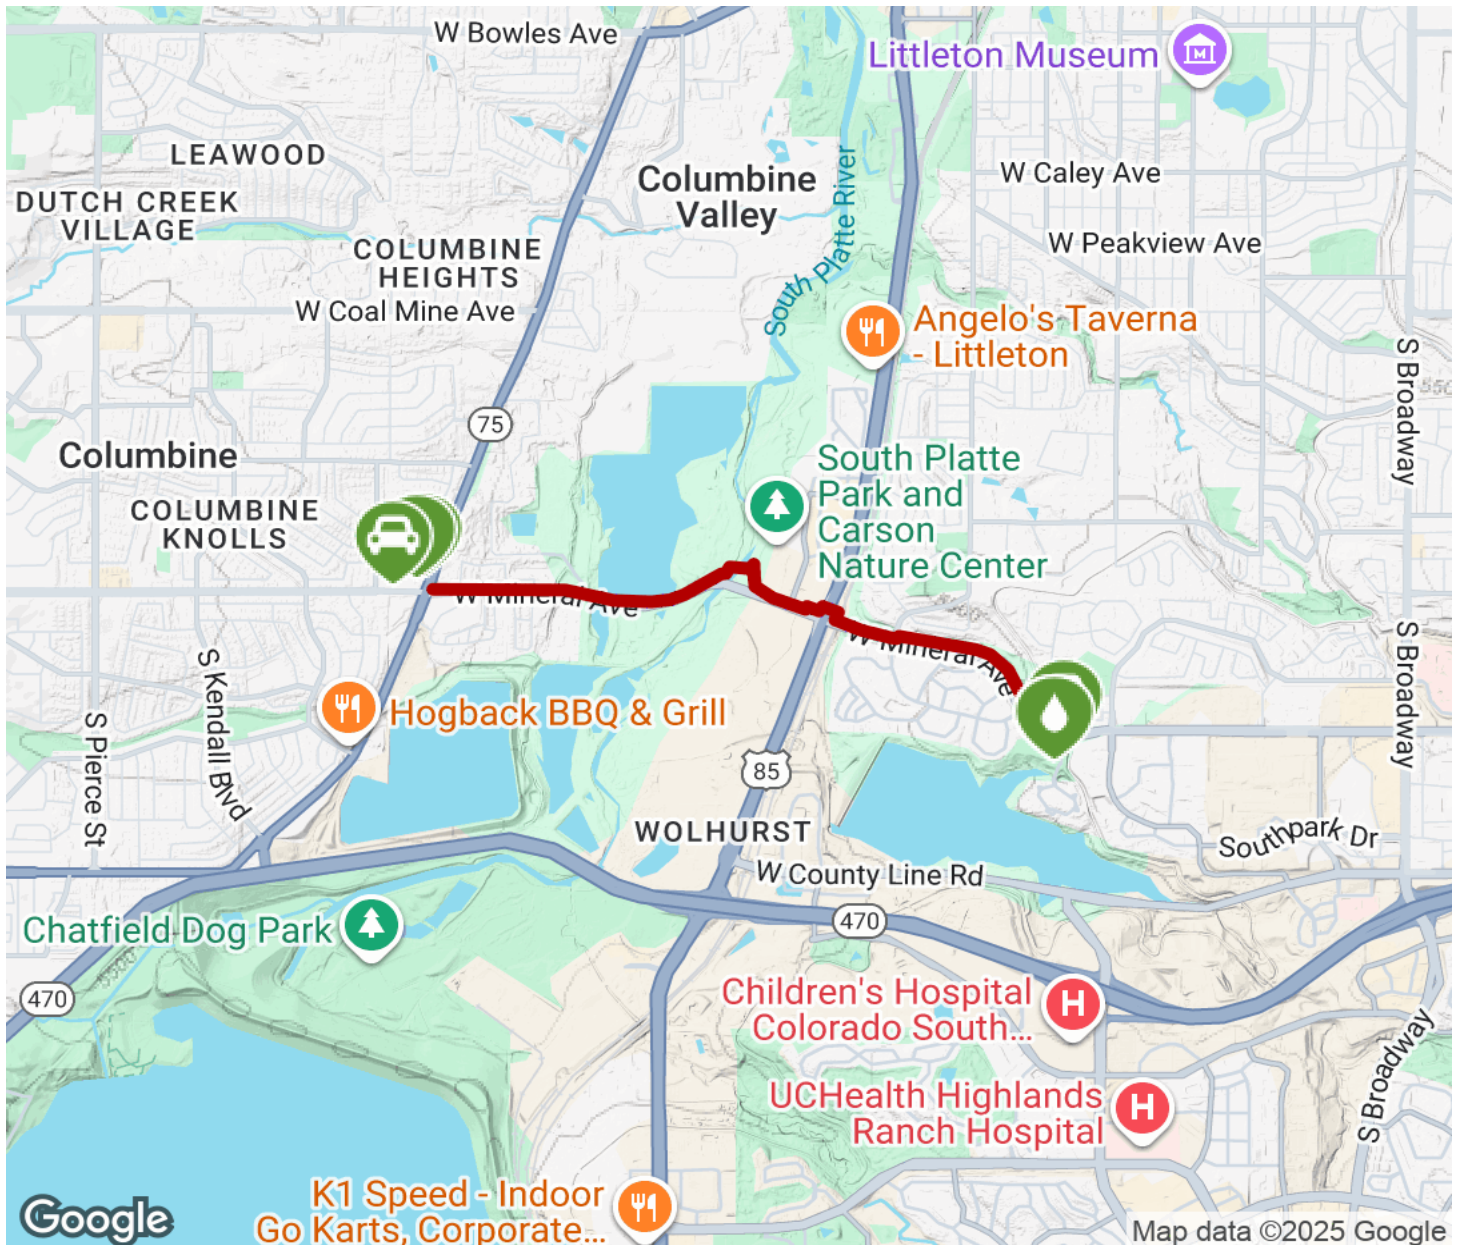 W Bowles Ave
Littleton Museum
M
LEAWOOD
Columbine
Valley
W Caley Ave
DUTCH CREEK
VILLAGE
South Platte River
W Peakview Ave
COLUMBINE
HEIGHTS
W Coal Mine Ave
Angelo's Taverna
- Littleton
S Broadway
550
75
Columbine
South Platte
Park and
Carson
Nature Center
COLUMBINE
KNOLLS
W Mineral Ave
W Mineral Ave
S Broadway
S Kendall Blvd
S Pierce St
Hogback BBQ & Grill
85
WOLHURST
Southpark Dr
W County Line Rd
Chatfield Dog Park
470
5500
470
Children's Hospital
Colorado South...
H
UCHealth Highlands
Ranch Hospital
H
S Broadway
K1 Speed - Indoor
Go Karts, Corporate...
Google
Map data ©2025 Google